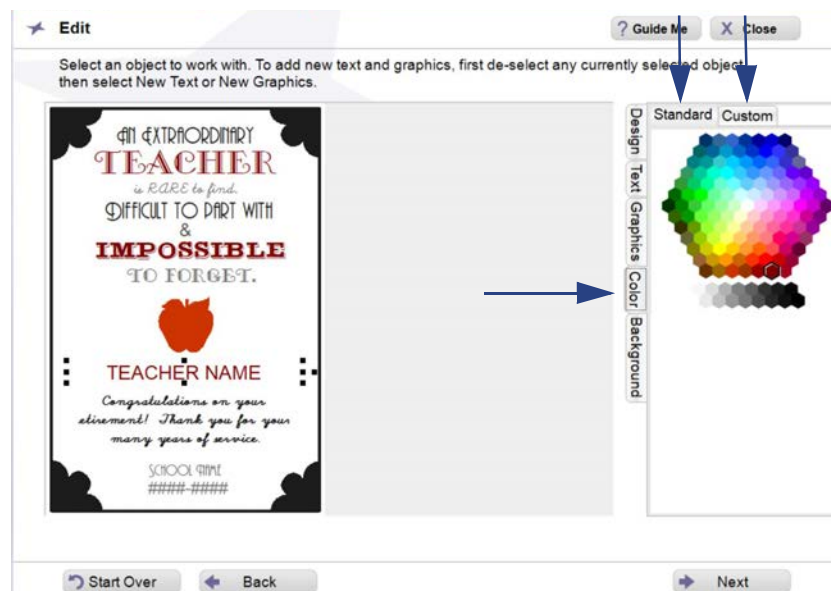 Edit
? Guide Me
X Close
Select an object to work with. To add new text and graphics, first de-select any currently selected object,
then select New Text or New Graphics.
AN EXTRAORDINARY
TEACHER
is RARE to find.
DIFFICULT TO PART WITH
&
IMPOSSIBLE
TO FORGET.
TEACHER NAME
Congratulations on your
etirement! Thank you for your
many years of service.
SCHOOL NAME
####-####
Design
Text
Graphics
Color
Background
Standard
Custom
Start Over
Back
Next